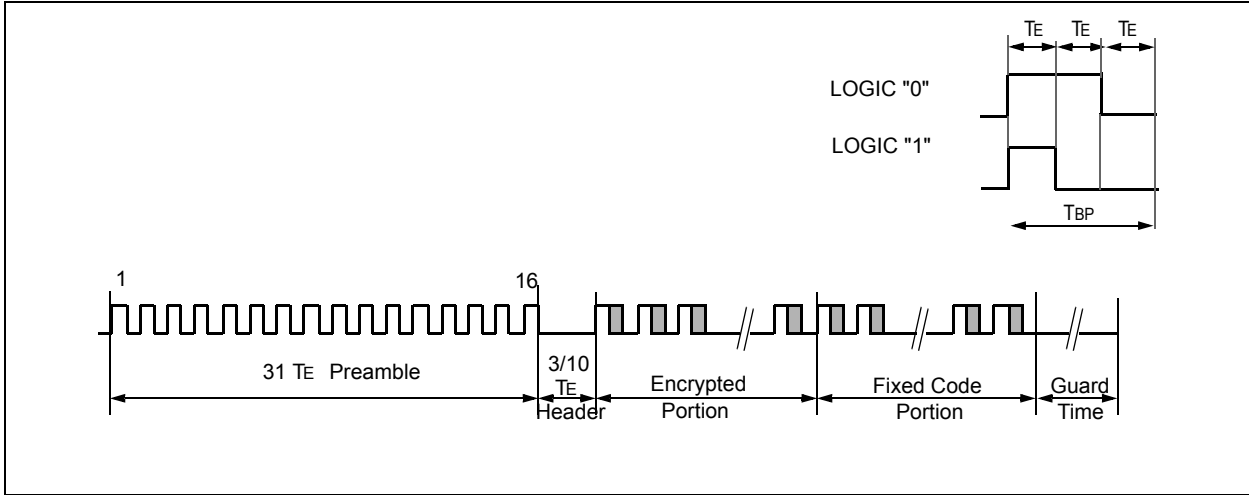 TE TE TE
LOGIC "0"
LOGIC "1"
TBP
1 16
31 TE Preamble
3/10
TE
Header
Encrypted
Portion
Fixed Code
Portion
Guard
Time